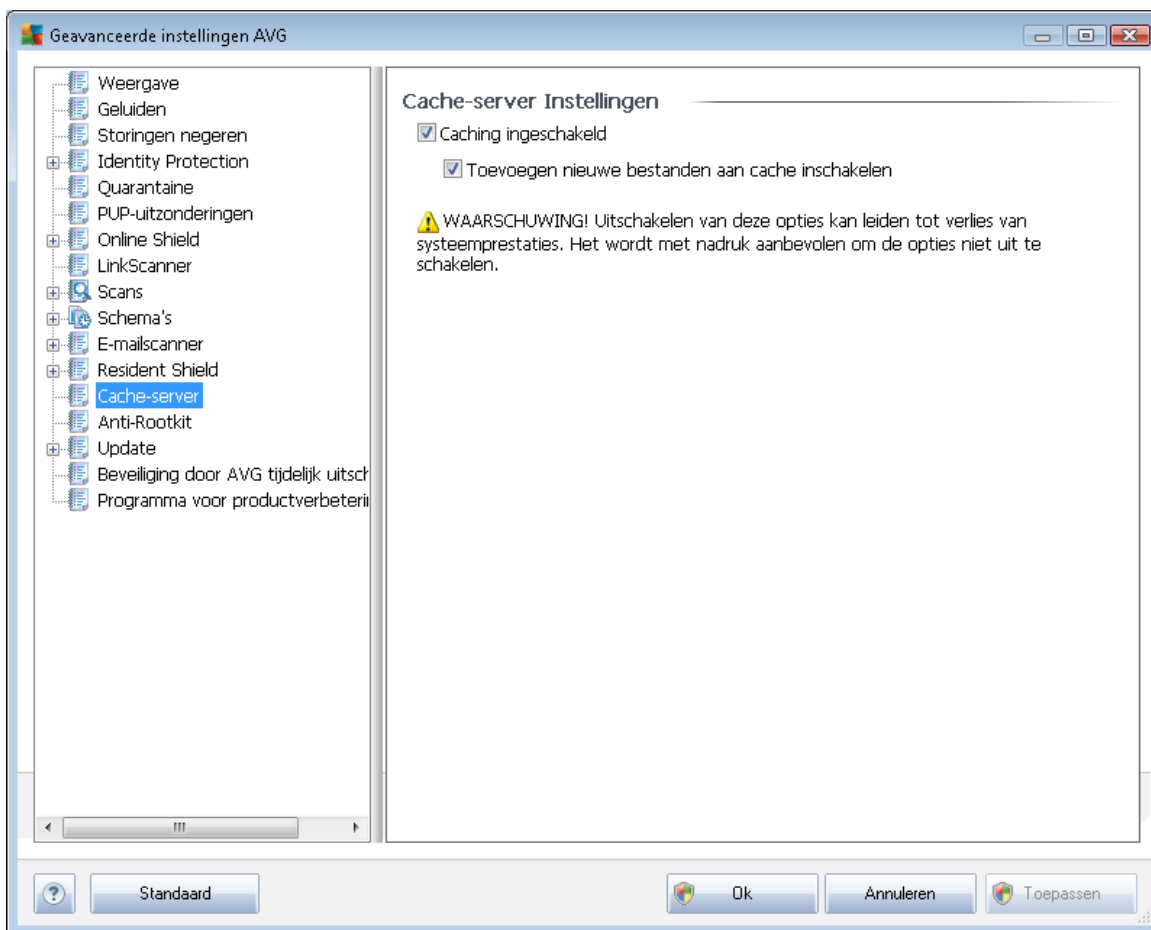 Geavanceerde instellingen AVG
Weergave
Geluiden
Storingen negeren
Identity Protection
Quarantaine
PUP-uitzonderingen
Online Shield
LinkScanner
Scans
Schema's
E-mailscanner
Resident Shield
Cache-server
Anti-Rootkit
Update
Beveiliging door AVG tijdelijk uitsch
Programma voor productverbeterin
Cache-server Instellingen
Caching ingeschakeld
Toevoegen nieuwe bestanden aan cache inschakelen
WAARSCHUWING! Uitschakelen van deze opties kan leiden tot verlies van
systeemprestaties. Het wordt met nadruk aanbevolen om de opties niet uit te
schakelen.
?
Standaard
Ok
Annuleren
Toepassen